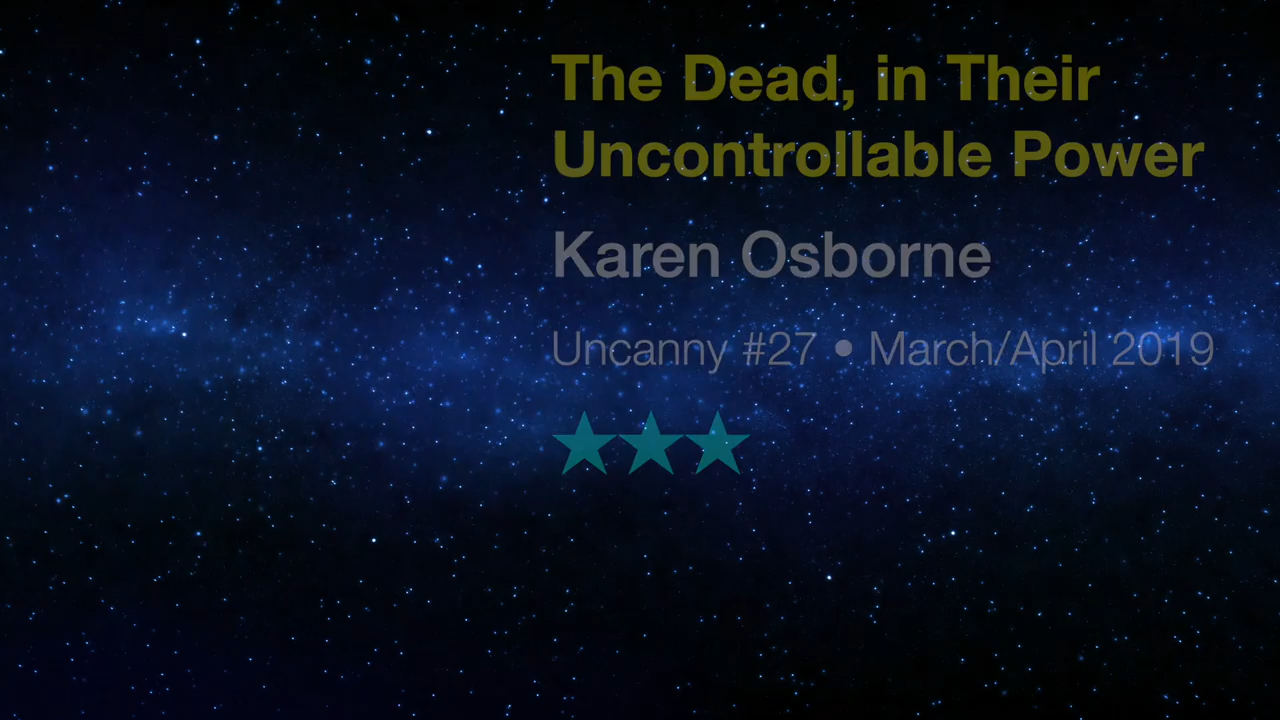 The Dead, in Their
Uncontrollable Power
Karen Osborne
Uncanny #27 • March/April 2019
★★★